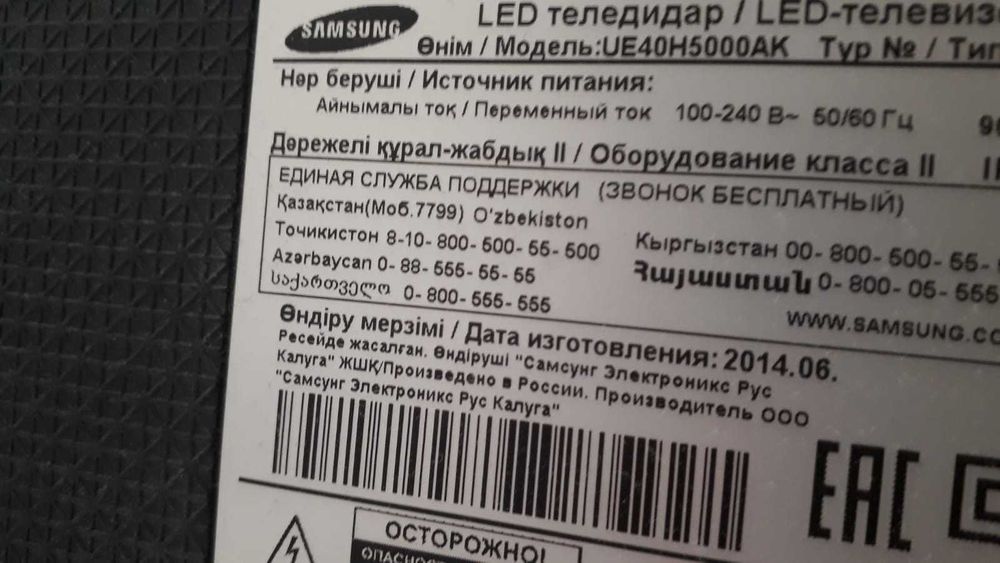 SAMSUNG
LED теледидар / LED-телевиз
Өнім / Модель:UE40H5000AK Түр № / Тип
Нәр беруші / Источник питания:
Айнымалы ток / Переменный ток 100-240 В~ 50/60 Гц
Дәрежелі құрал-жабдық II / Оборудование класса II
ЕДИНАЯ СЛУЖБА ПОДДЕРЖКИ (ЗВОНОК БЕСПЛАТНЫЙ)
Қазақстан(Моб.7799) O'zbekiston
Точикистон 8-10-800-500-55-500
Кыргызстан 00-800-500-55-
Azərbaycan 0-88-555-55-55
Հայաստան 0-800-05-555
საქართველო 0-800-555-555
WWW.SAMSUNG.CO
Өндіру мерзімі / Дата изготовления: 2014.06.
Ресейде жасалған. Өндіруші "Самсунг Электроникс Рус
Калуга" ЖШҚ/Произведено в России. Производитель ООО
"Самсунг Электроникс Рус Калуга"
EAC
ОСТОРОЖНО!